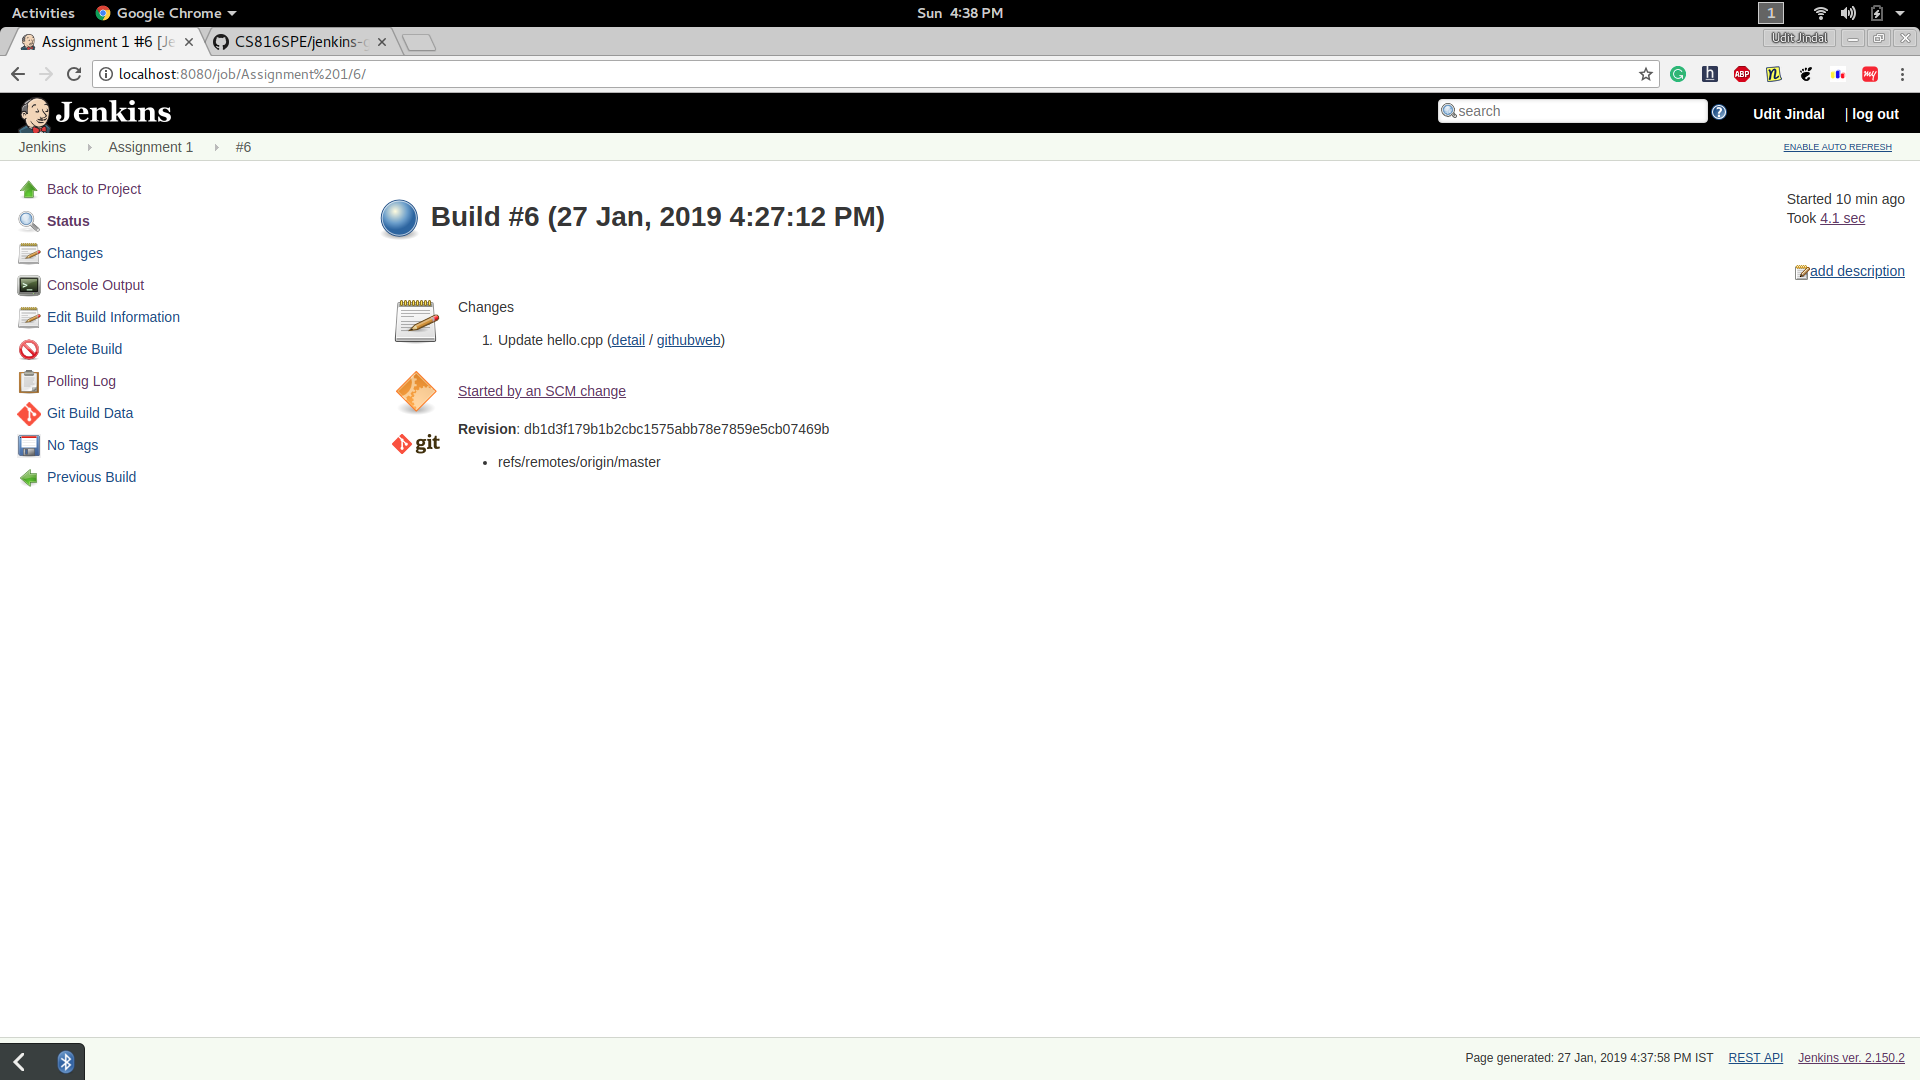 Activities Google Chrome Sun 4:38 PM 1
Assignment 1 #6 [Je CS816SPE/jenkins-g Udit Jindal
localhost:8080/job/Assignment%201/6/
Jenkins search Udit Jindal | log out
Jenkins Assignment 1 #6 ENABLE AUTO REFRESH
Back to Project
Status
Changes
Console Output
Edit Build Information
Delete Build
Polling Log
Git Build Data
No Tags
Previous Build
Build #6 (27 Jan, 2019 4:27:12 PM)
Started 10 min ago
Took 4.1 sec
add description
Changes
1. Update hello.cpp (detail / githubweb)
Started by an SCM change
git
Revision: db1d3f179b1b2cbc1575abb78e7859e5cb07469b
• refs/remotes/origin/master
Page generated: 27 Jan, 2019 4:37:58 PM IST REST API Jenkins ver. 2.150.2